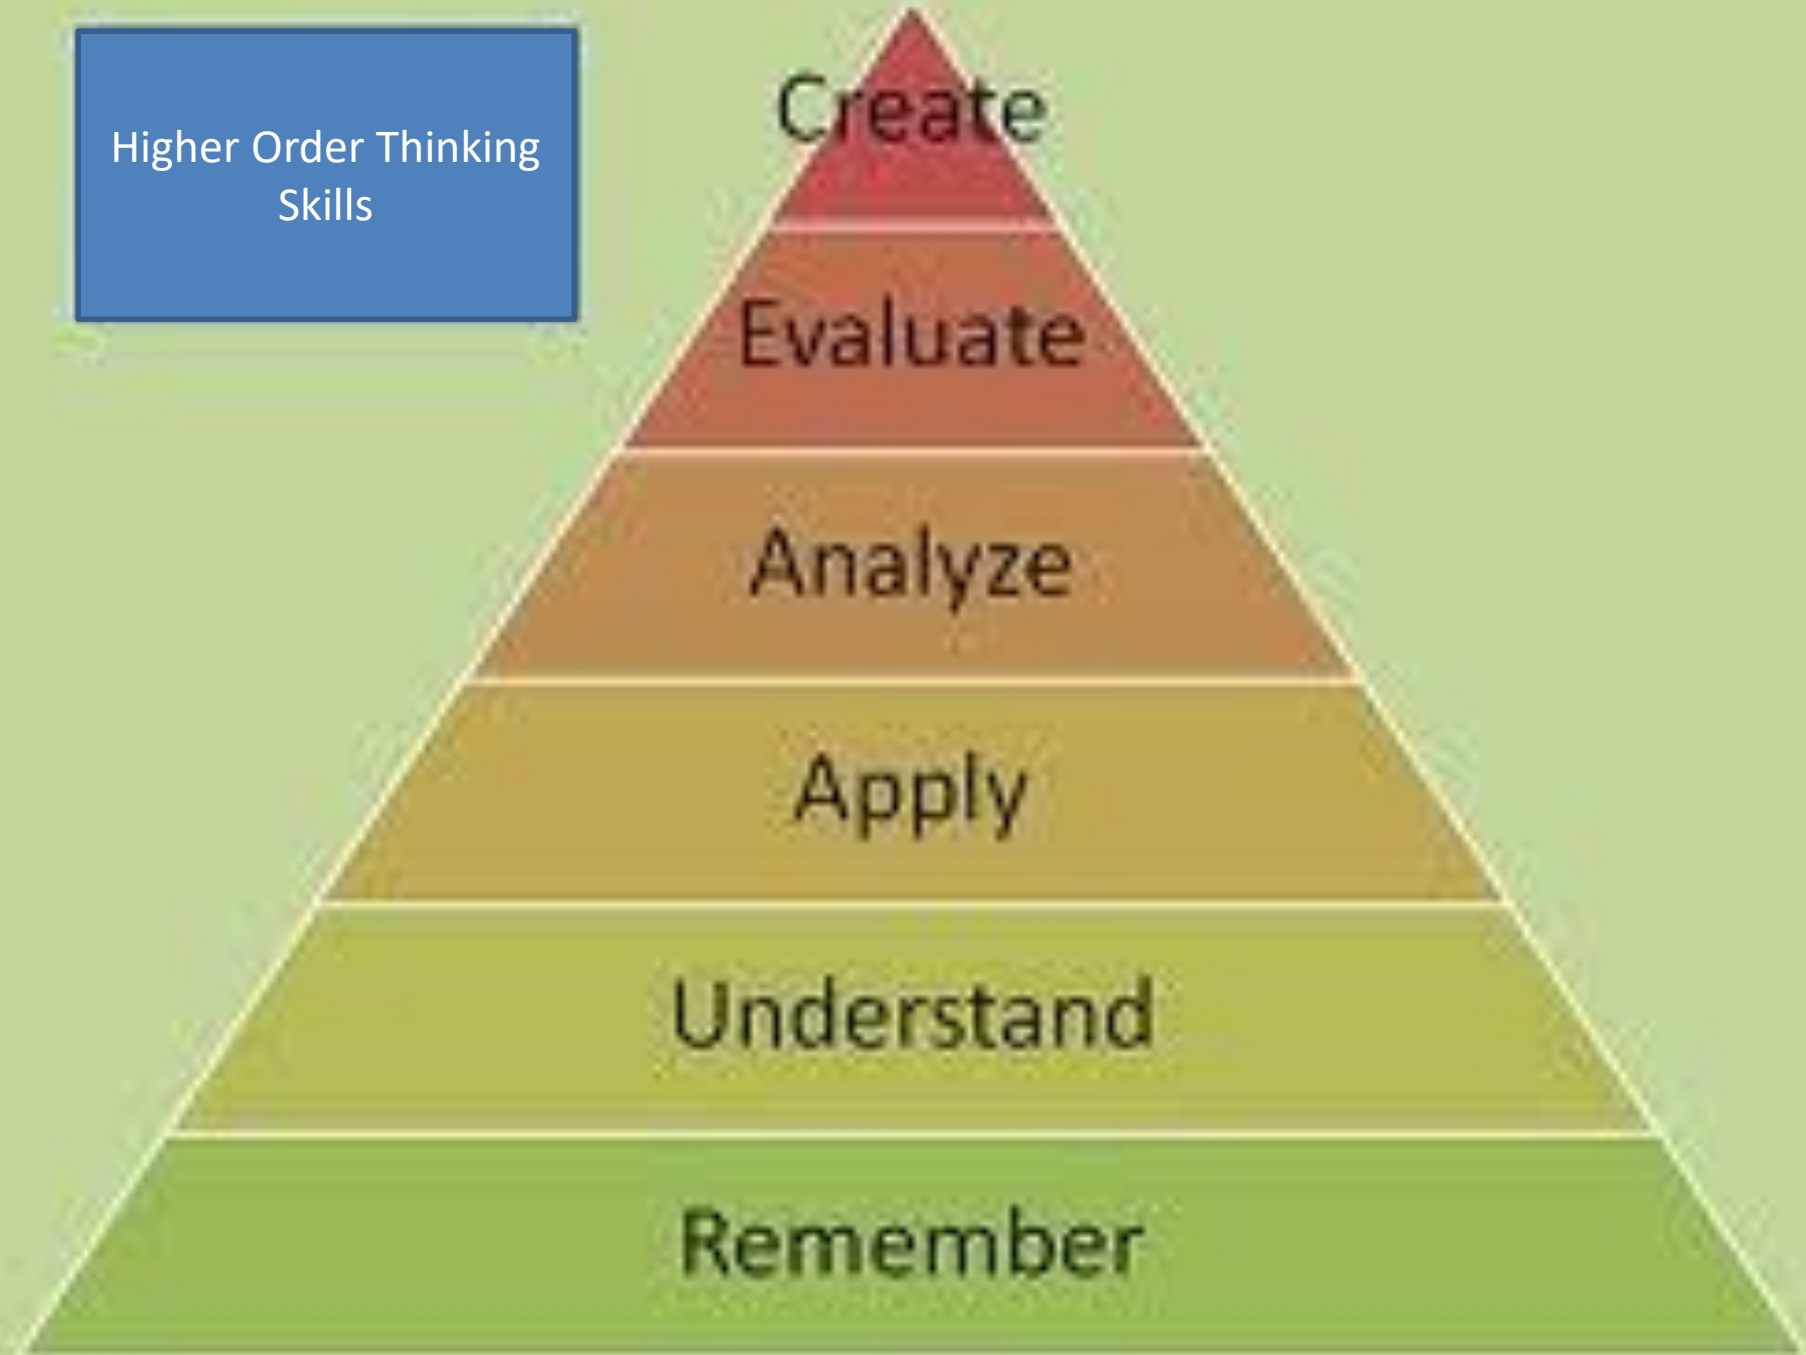 Higher Order Thinking
Skills
Create
Evaluate
Analyze
Apply
Understand
Remember